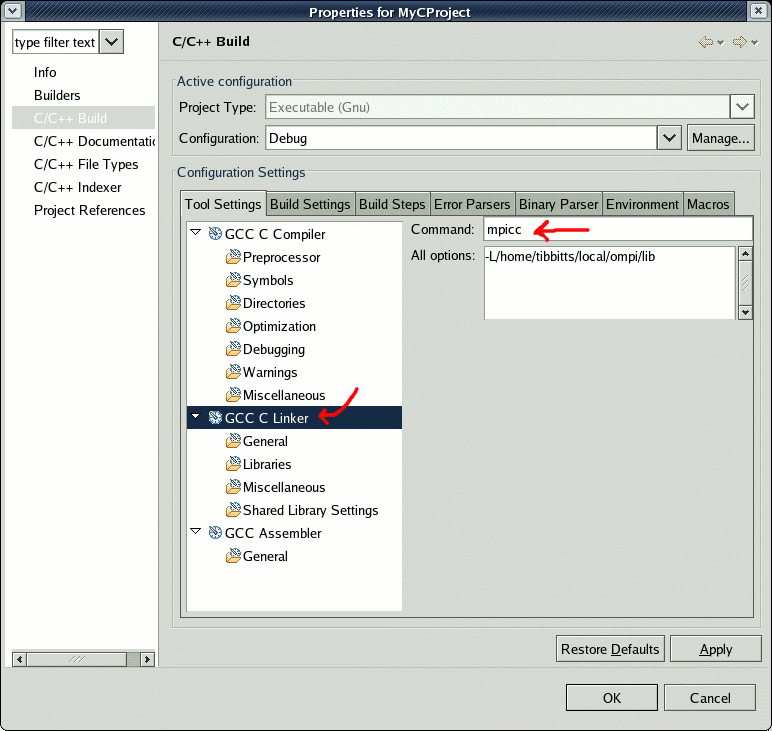 Properties for MyCProject
type filter text
Info
Builders
C/C++ Build
C/C++ Documentatio
C/C++ File Types
C/C++ Indexer
Project References
C/C++ Build
Active configuration
Project Type: Executable (Gnu)
Configuration: Debug Manage...
Configuration Settings
Tool Settings Build Settings Build Steps Error Parsers Binary Parser Environment Macros
GCC C Compiler
Preprocessor
Symbols
Directories
Optimization
Debugging
Warnings
Miscellaneous
GCC C Linker
General
Libraries
Miscellaneous
Shared Library Settings
GCC Assembler
General
Command: mpicc
All options: -L/home/tibbitts/local/ompi/lib
Restore Defaults Apply
OK Cancel